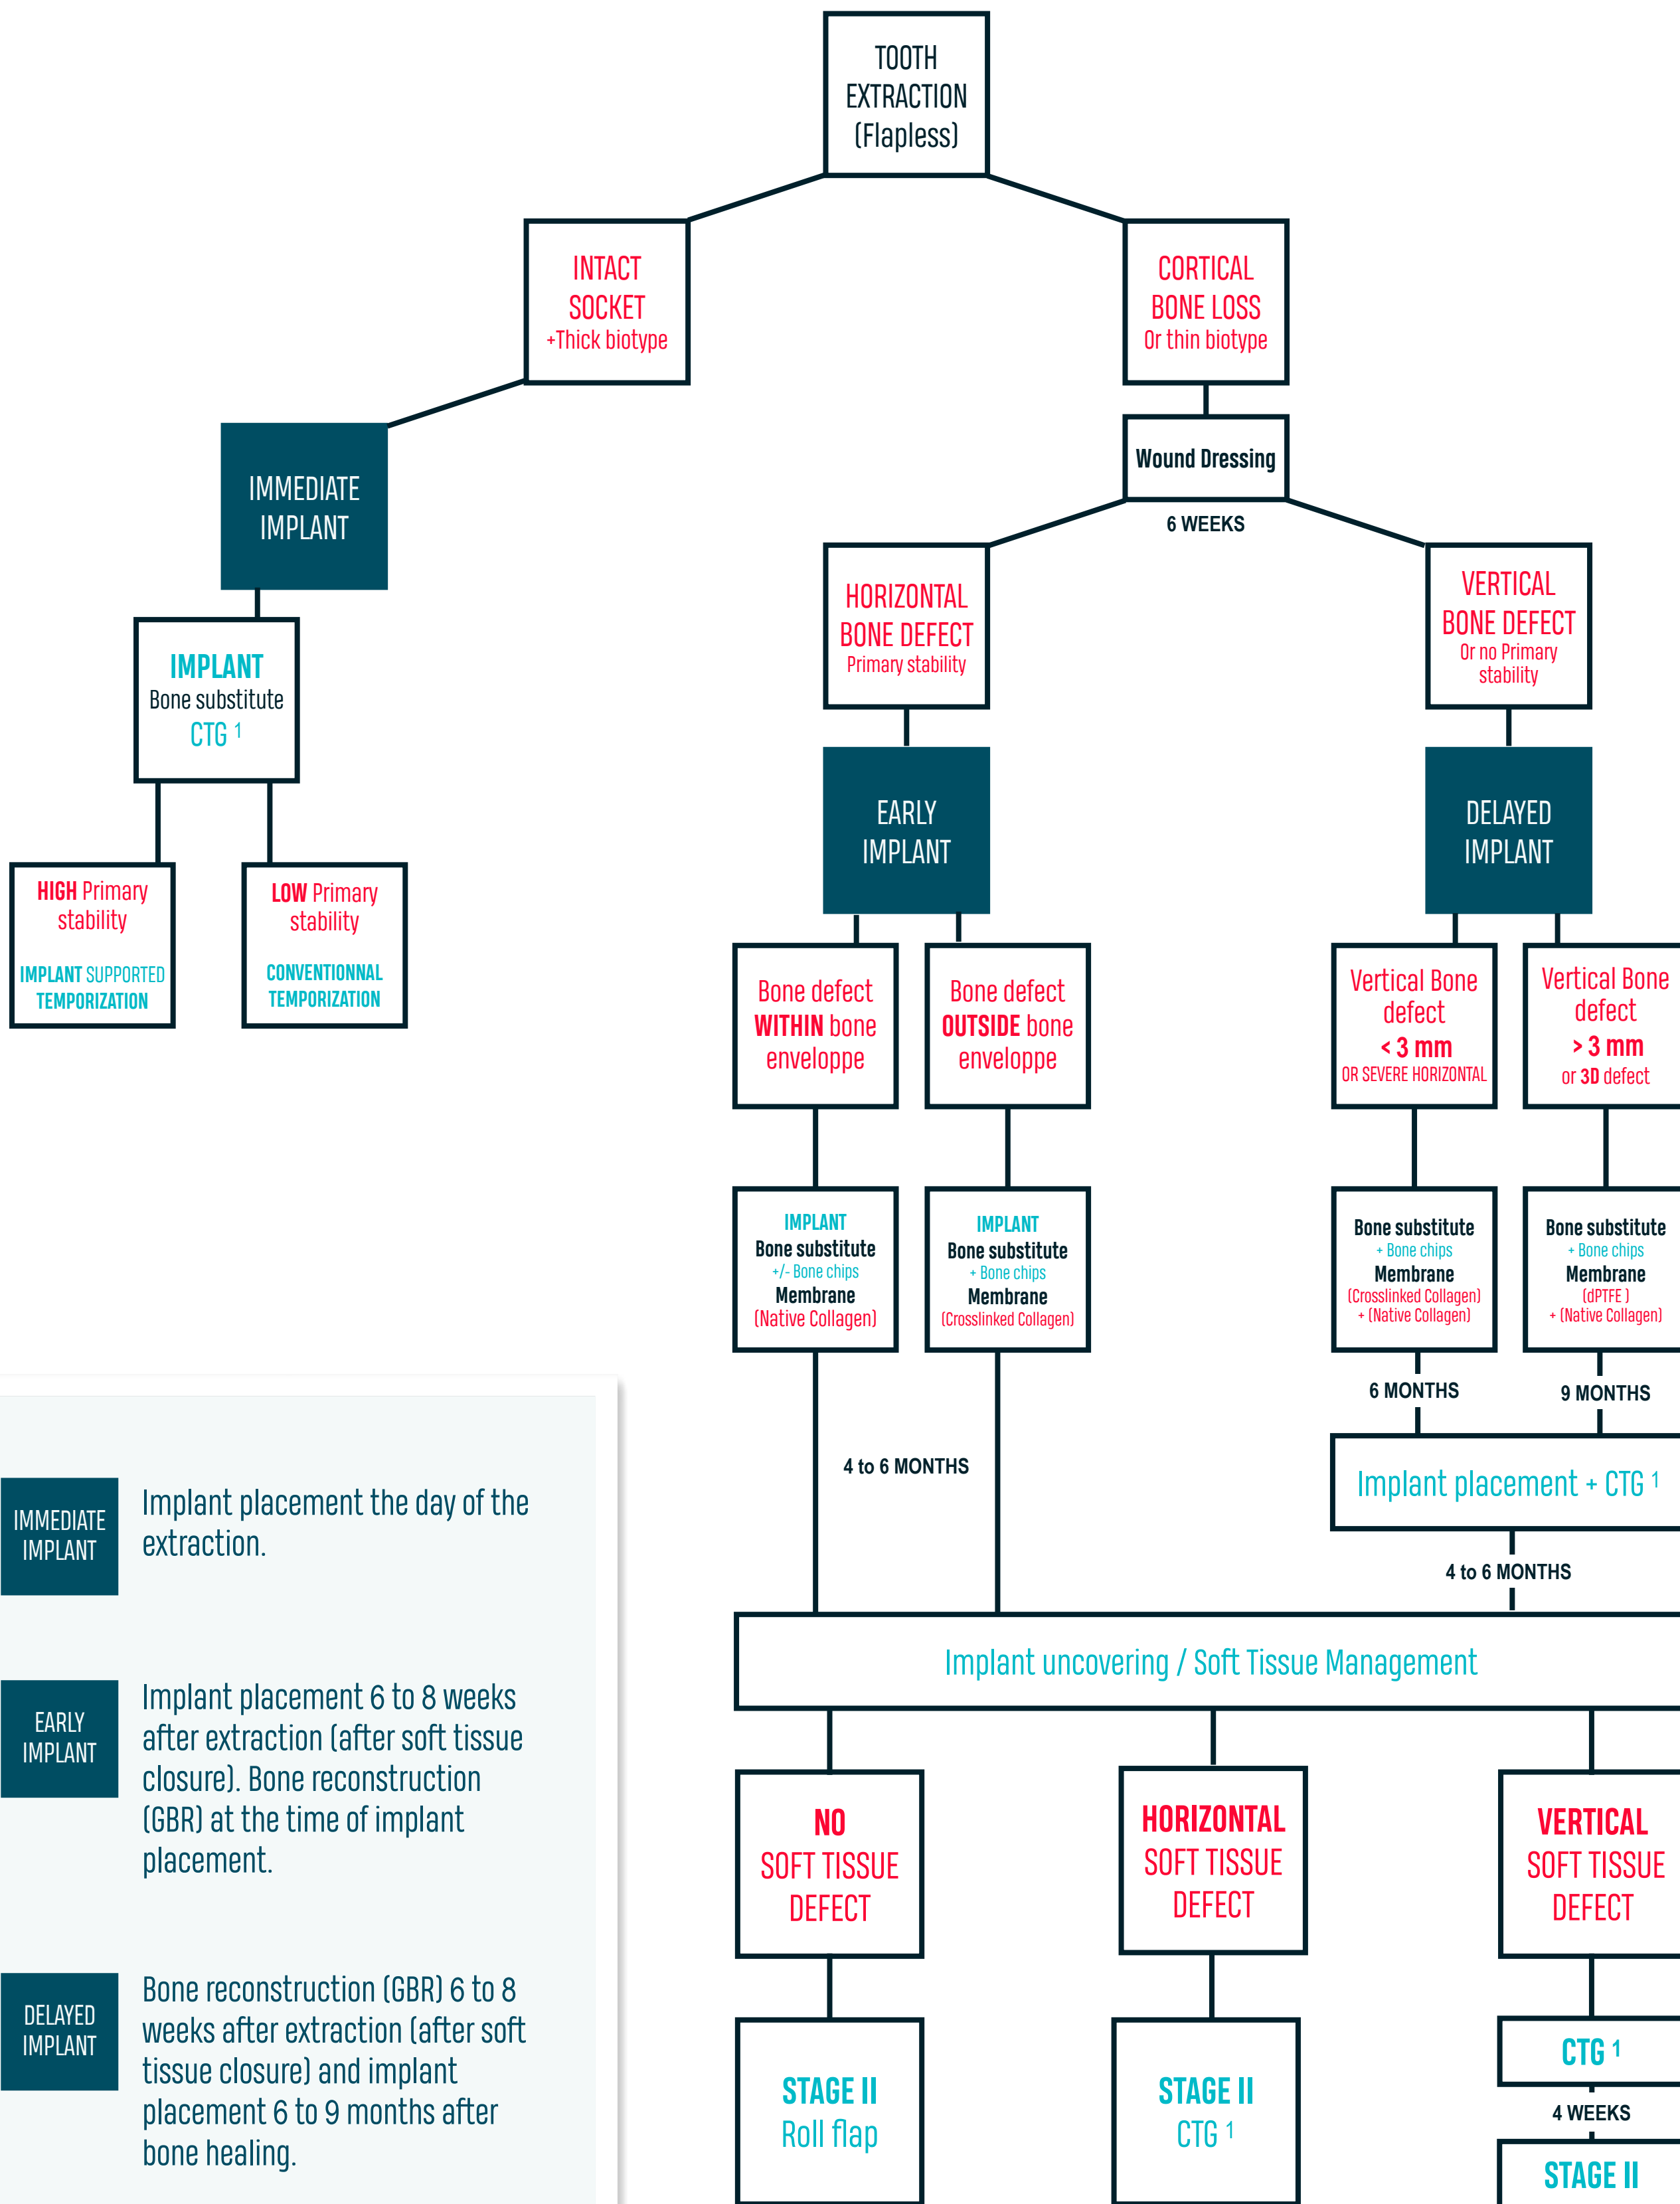 TOOTH
EXTRACTION
(Flapless)
INTACT
SOCKET
+Thick biotype
CORTICAL
BONE LOSS
Or thin biotype
Wound Dressing
6 WEEKS
IMMEDIATE
IMPLANT
HORIZONTAL
BONE DEFECT
Primary stability
VERTICAL
BONE DEFECT
Or no Primary
stability
IMPLANT
Bone substitute
CTG ¹
EARLY
IMPLANT
DELAYED
IMPLANT
HIGH Primary
stability
IMPLANT SUPPORTED
TEMPORIZATION
LOW Primary
stability
CONVENTIONNAL
TEMPORIZATION
Bone defect
WITHIN bone
enveloppe
Bone defect
OUTSIDE bone
enveloppe
Vertical Bone
defect
< 3 mm
OR SEVERE HORIZONTAL
Vertical Bone
defect
> 3 mm
or 3D defect
IMPLANT
Bone substitute
+/- Bone chips
Membrane
(Native Collagen)
IMPLANT
Bone substitute
+ Bone chips
Membrane
(Crosslinked Collagen)
Bone substitute
+ Bone chips
Membrane
(Crosslinked Collagen)
+ (Native Collagen)
Bone substitute
+ Bone chips
Membrane
(dPTFE )
+ (Native Collagen)
6 MONTHS
9 MONTHS
4 to 6 MONTHS
Implant placement + CTG ¹
4 to 6 MONTHS
Implant uncovering / Soft Tissue Management
NO
SOFT TISSUE
DEFECT
HORIZONTAL
SOFT TISSUE
DEFECT
VERTICAL
SOFT TISSUE
DEFECT
STAGE II
Roll flap
STAGE II
CTG ¹
CTG ¹
4 WEEKS
STAGE II
IMMEDIATE
IMPLANT
Implant placement the day of the
extraction.
EARLY
IMPLANT
Implant placement 6 to 8 weeks
after extraction (after soft tissue
closure). Bone reconstruction
(GBR) at the time of implant
placement.
DELAYED
IMPLANT
Bone reconstruction (GBR) 6 to 8
weeks after extraction (after soft
tissue closure) and implant
placement 6 to 9 months after
bone healing.